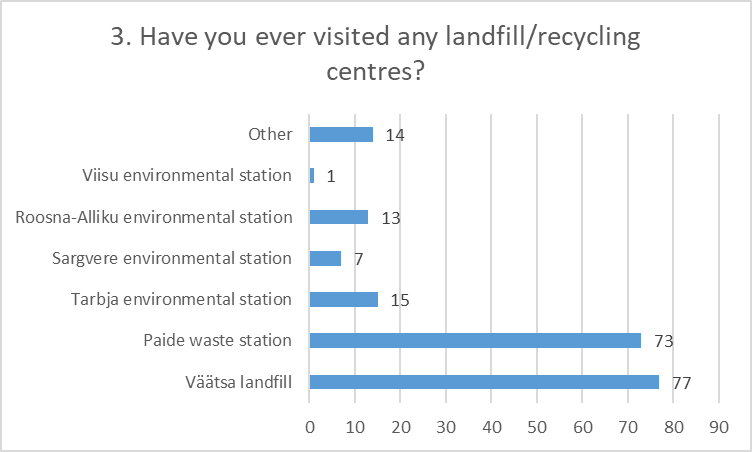 3. Have you ever visited any landfill/recycling
centres?
Other 14
Viisu environmental station 1
Roosna-Alliku environmental station 13
Sargvere environmental station 7
Tarbja environmental station 15
Paide waste station 73
Väätsa landfill 77
0 10 20 30 40 50 60 70 80 90